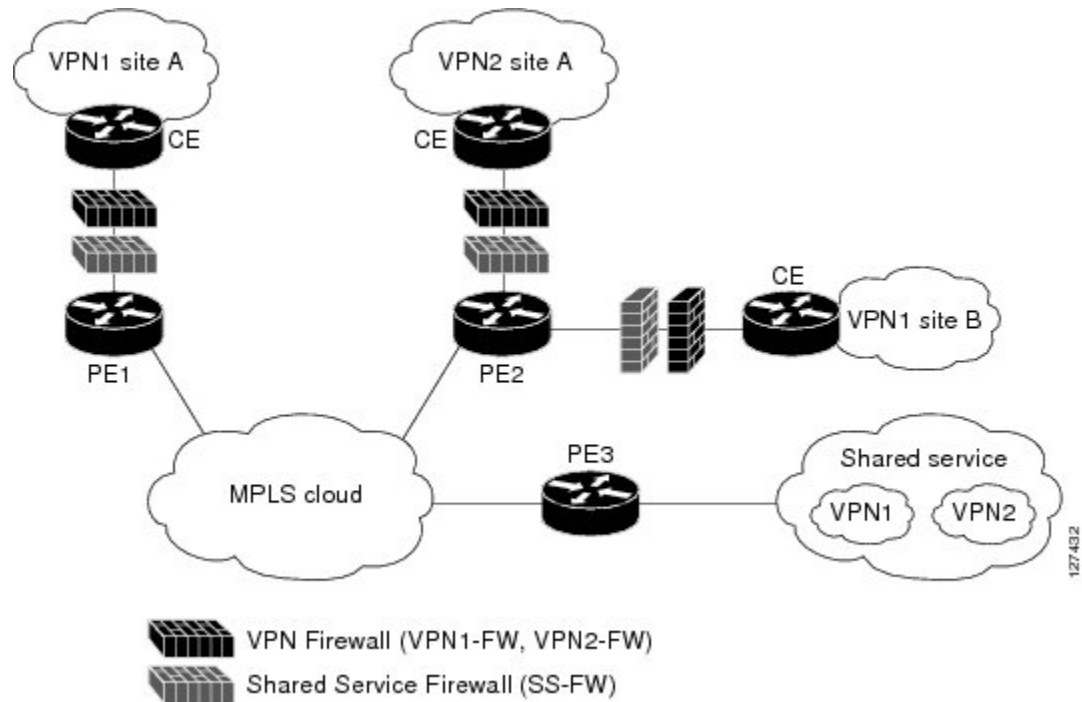 VPN1 site A
VPN2 site A
CE
CE
CE
VPN1 site B
PE1
PE2
PE3
Shared service
MPLS cloud
VPN1
VPN2
127432
VPN Firewall (VPN1-FW, VPN2-FW)
Shared Service Firewall (SS-FW)